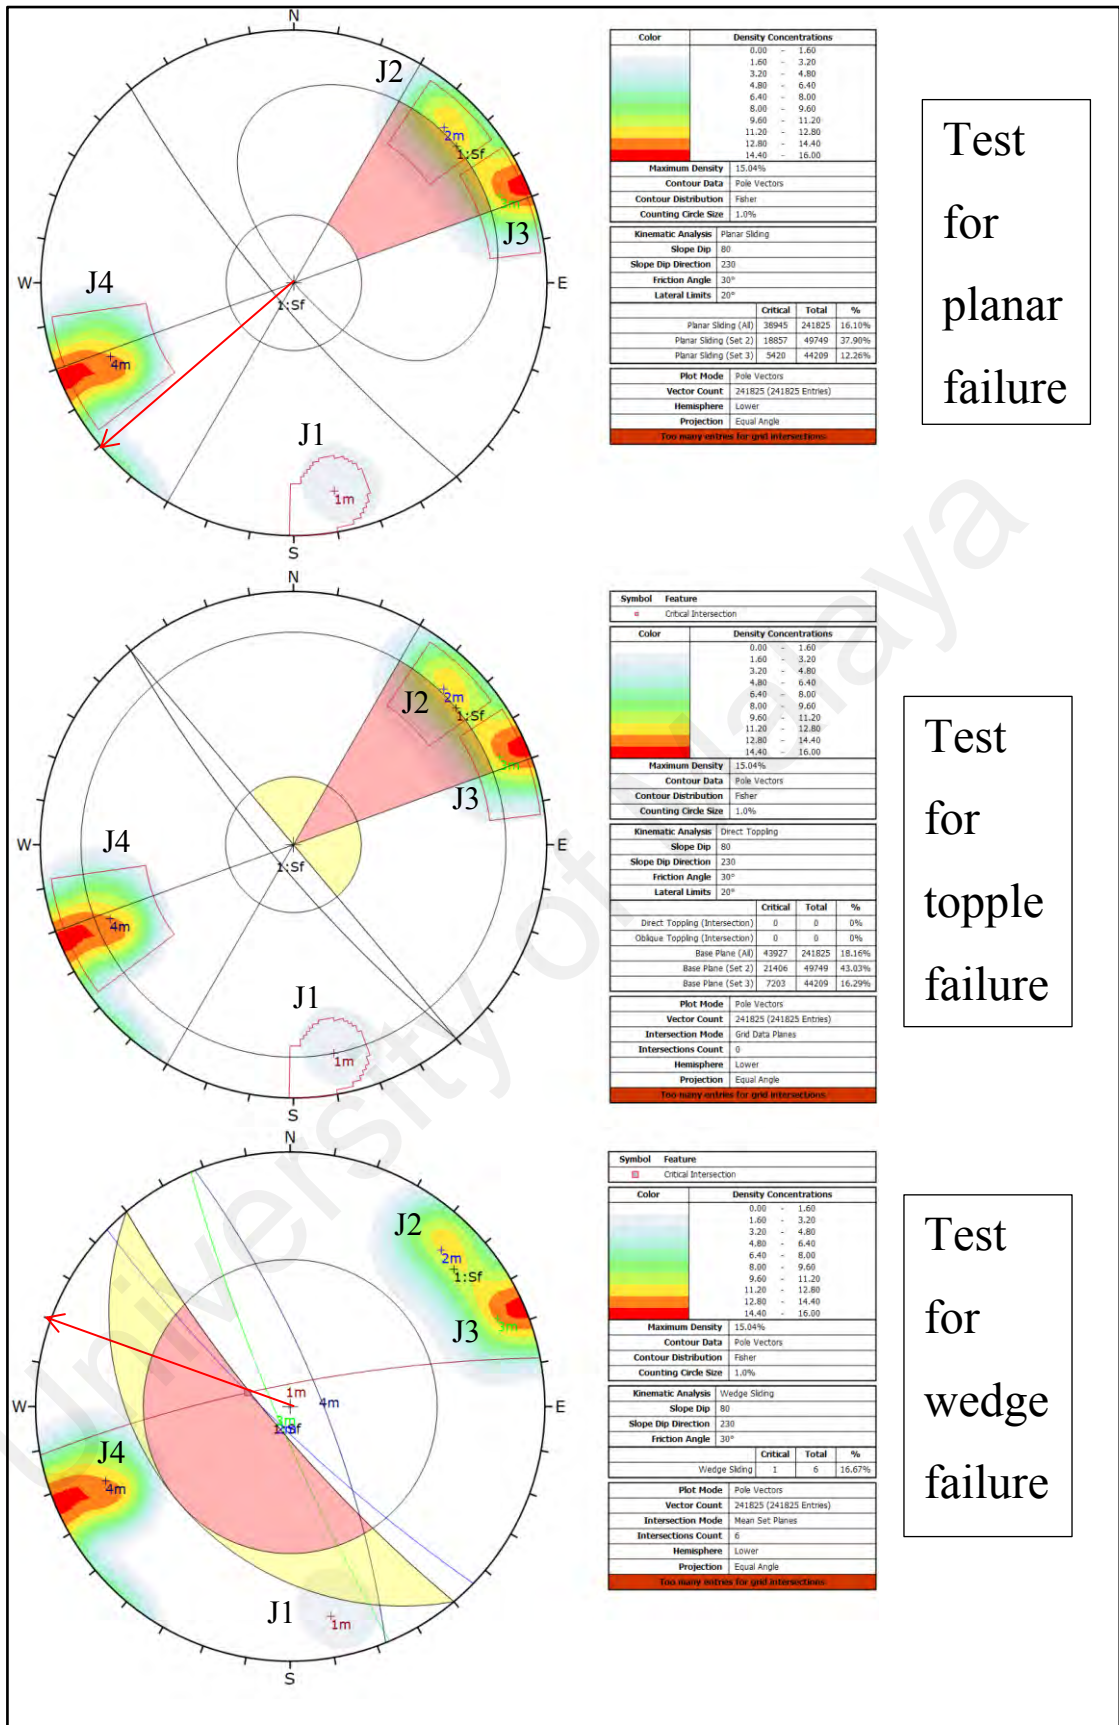 N
J2
2m
1:Sf
J3
W
E
1:Sf
J4
4m
J1
1m
S
Color Density Concentrations
0.00 - 1.60
1.60 - 3.20
3.20 - 4.80
4.80 - 6.40
6.40 - 8.00
8.00 - 9.60
9.60 - 11.20
11.20 - 12.80
12.80 - 14.40
14.40 - 16.00
Maximum Density 15.04%
Contour Data Pole Vectors
Contour Distribution Fisher
Counting Circle Size 1.0%
Kinematic Analysis Planar Sliding
Slope Dip 80
Slope Dip Direction 230
Friction Angle 30°
Lateral Limits 20°
Critical Total %
Planar Sliding (All) 38945 241825 16.10%
Planar Sliding (Set 2) 18857 49749 37.90%
Planar Sliding (Set 3) 5420 44209 12.26%
Plot Mode Pole Vectors
Vector Count 241825 (241825 Entries)
Hemisphere Lower
Projection Equal Angle
Too many entries for grid intersections
Test
for
planar
failure
N
2m
J2
1:Sf
J3
W
E
1:Sf
J4
4m
J1
1m
S
Symbol Feature
Critical Intersection
Color Density Concentrations
0.00 - 1.60
1.60 - 3.20
3.20 - 4.80
4.80 - 6.40
6.40 - 8.00
8.00 - 9.60
9.60 - 11.20
11.20 - 12.80
12.80 - 14.40
14.40 - 16.00
Maximum Density 15.04%
Contour Data Pole Vectors
Contour Distribution Fisher
Counting Circle Size 1.0%
Kinematic Analysis Direct Toppling
Slope Dip 80
Slope Dip Direction 230
Friction Angle 30°
Lateral Limits 20°
Critical Total %
Direct Toppling (Intersection) 0 0 0%
Oblique Toppling (Intersection) 0 0 0%
Base Plane (All) 43927 241825 18.16%
Base Plane (Set 2) 21406 49749 43.03%
Base Plane (Set 3) 7203 44209 16.29%
Plot Mode Pole Vectors
Vector Count 241825 (241825 Entries)
Intersection Mode Grid Data Planes
Intersections Count 0
Hemisphere Lower
Projection Equal Angle
Too many entries for grid intersections
Test
for
topple
failure
N
J2
2m
1:Sf
3m
J3
1m
4m
W
E
3m
1:Sf
J4
4m
J1
1m
S
Symbol Feature
Critical Intersection
Color Density Concentrations
0.00 - 1.60
1.60 - 3.20
3.20 - 4.80
4.80 - 6.40
6.40 - 8.00
8.00 - 9.60
9.60 - 11.20
11.20 - 12.80
12.80 - 14.40
14.40 - 16.00
Maximum Density 15.04%
Contour Data Pole Vectors
Contour Distribution Fisher
Counting Circle Size 1.0%
Kinematic Analysis Wedge Sliding
Slope Dip 80
Slope Dip Direction 230
Friction Angle 30°
Critical Total %
Wedge Sliding 1 6 16.67%
Plot Mode Pole Vectors
Vector Count 241825 (241825 Entries)
Intersection Mode Mean Set Planes
Intersections Count 6
Hemisphere Lower
Projection Equal Angle
Too many entries for grid intersections
Test
for
wedge
failure
University of Malaya